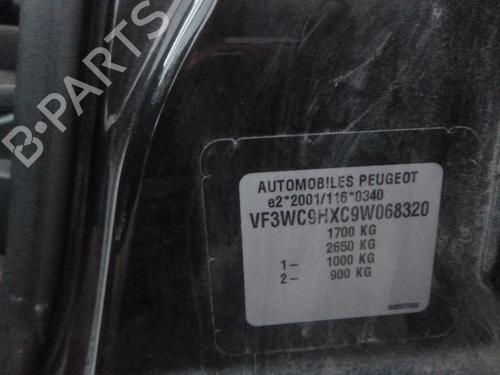 B-PARTS
AUTOMOBILES PEUGEOT
e2*2001/116*0340
VF3WC9HXC9W068320
1700 KG
2650 KG
1- 1000 KG
2- 900 KG